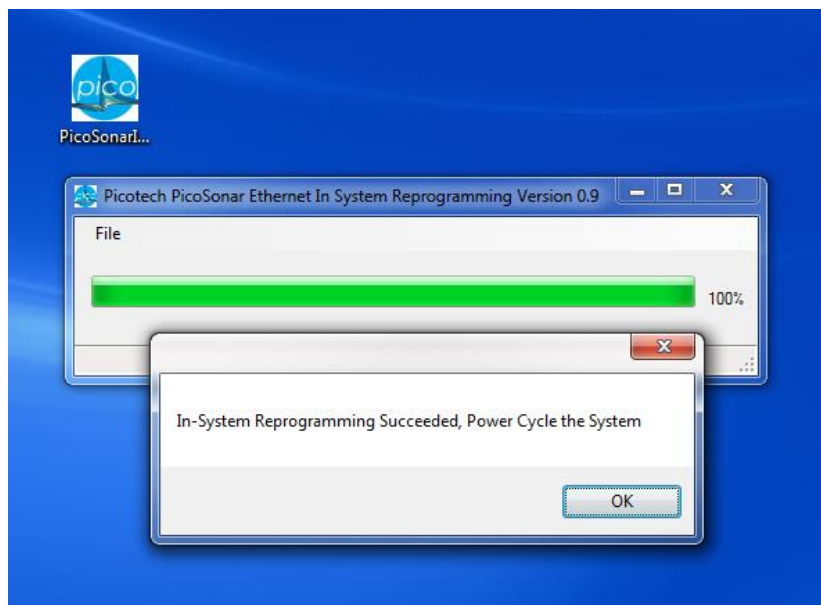 pico
PicoSonarI...
Picotech PicoSonar Ethernet In System Reprogramming Version 0.9
File
100%
In-System Reprogramming Succeeded, Power Cycle the System
OK